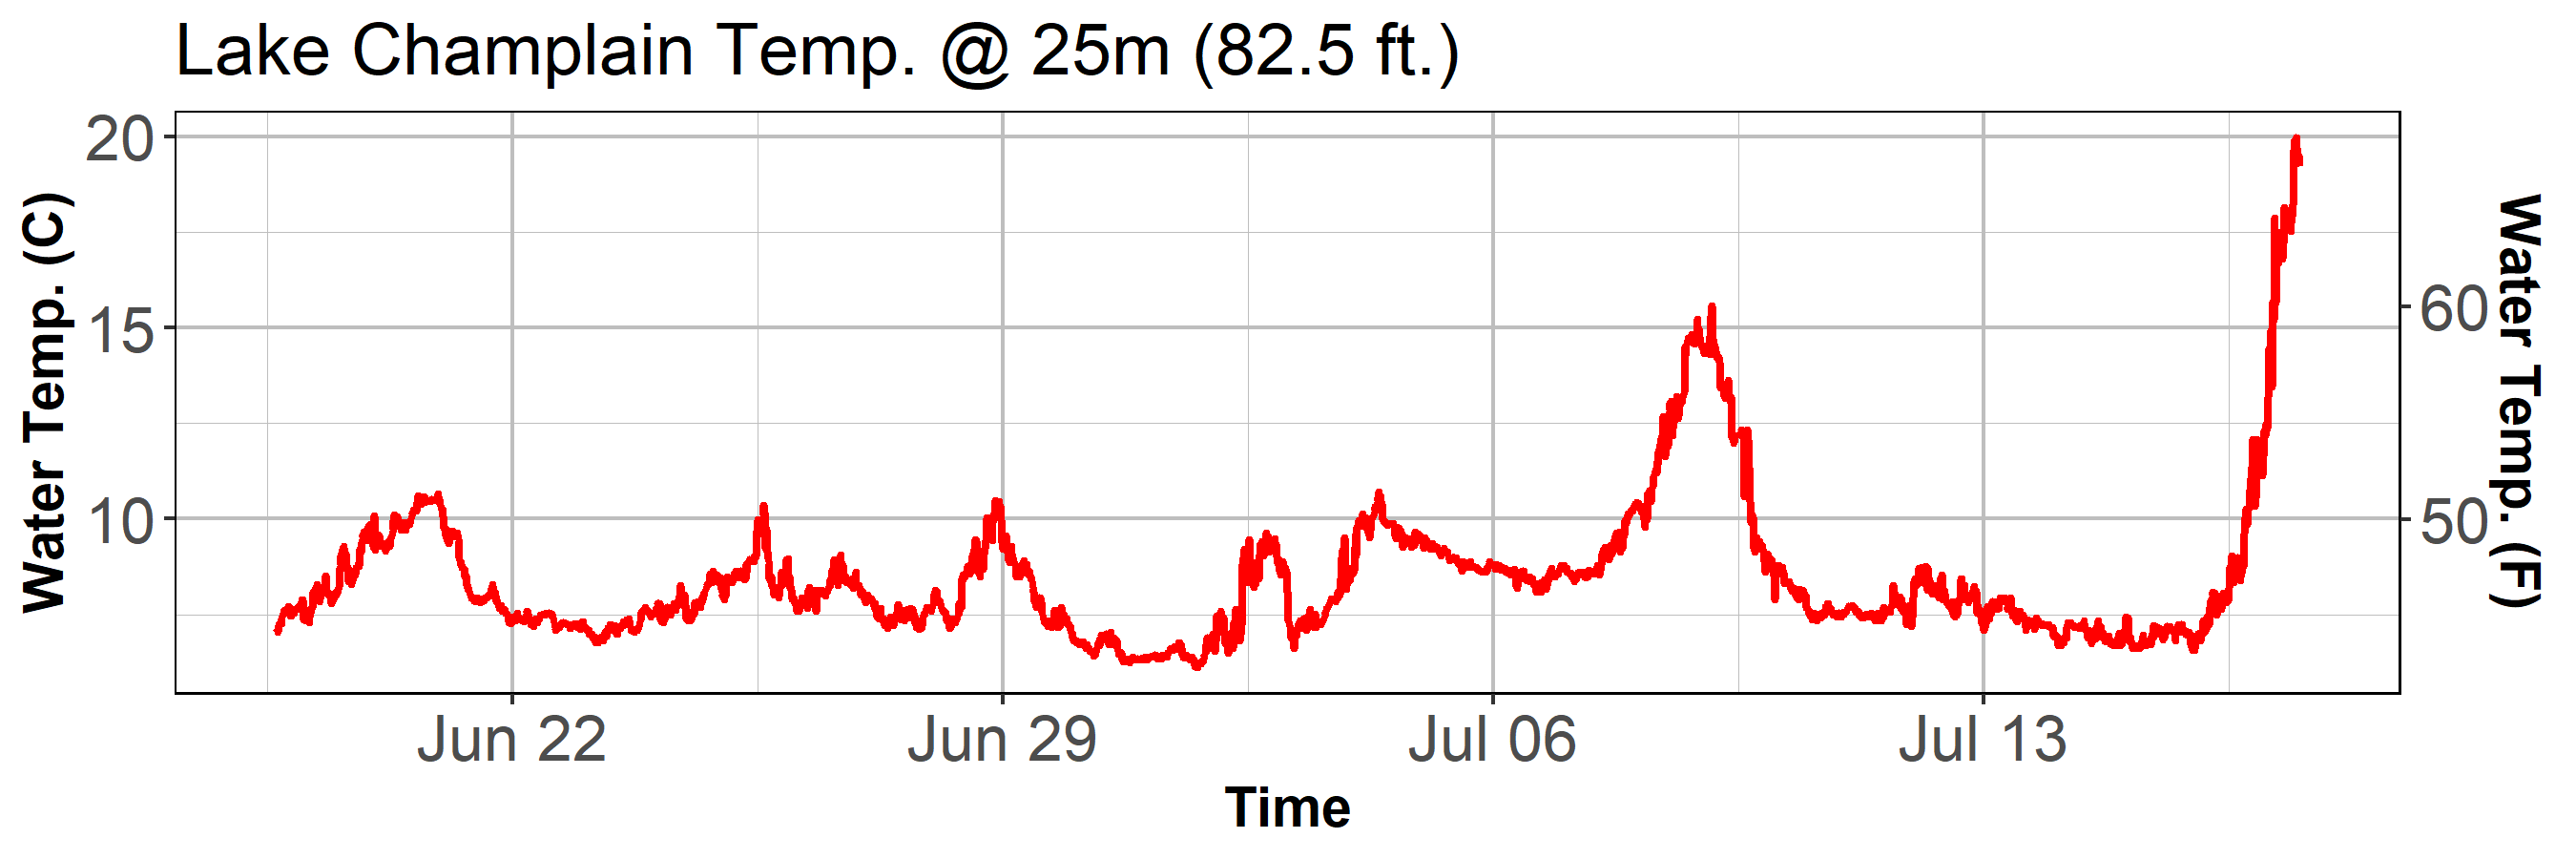 Lake Champlain Temp. @ 25m (82.5 ft.)
Water Temp. (C)
20
15
10
60
50
Water Temp. (F)
Jun 22 Jun 29 Jul 06 Jul 13
Time